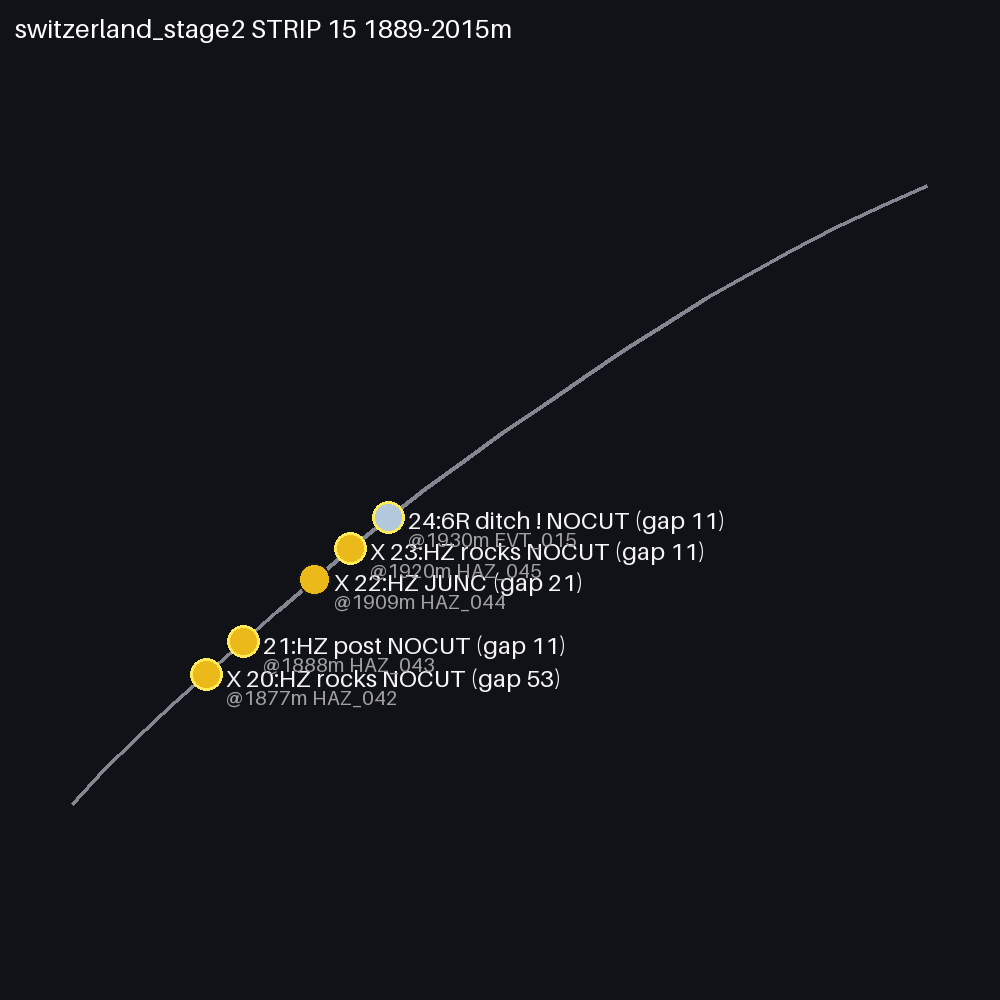 switzerland_stage2 STRIP 15 1889-2015m
24:6R ditch ! NOCUT (gap 11)
@1930m EVT_015
X 23:HZ rocks NOCUT (gap 11)
@1920m HAZ_045
X 22:HZ JUNC (gap 21)
@1909m HAZ_044
21:HZ post NOCUT (gap 11)
@1888m HAZ_043
X 20:HZ rocks NOCUT (gap 53)
@1877m HAZ_042